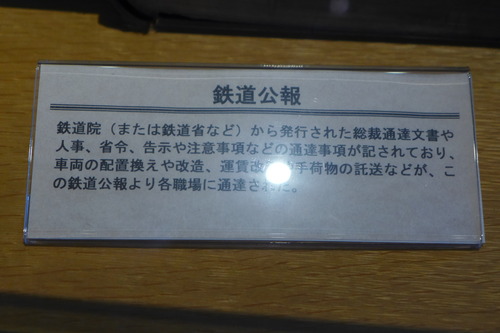 鉄道公報
鉄道院（または鉄道省など）から発行された総裁通達文書や
人事、省令、告示や注意事項などの通達事項が記されており、
車両の配置換えや改造、運賃改 手荷物の託送などが、こ
の鉄道公報より各職場に通達された。